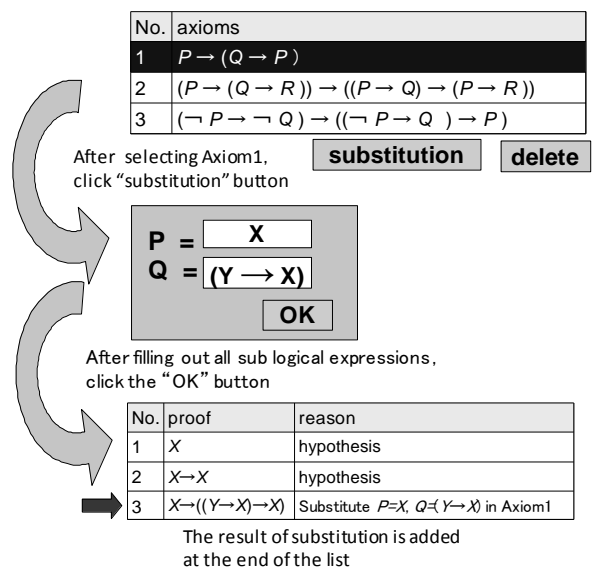 No. axioms
1 P → (Q → P )
2 (P → (Q → R )) → ((P → Q) → (P → R ))
3 (¬ P → ¬ Q ) → ((¬ P → Q ) → P )
After selecting Axiom1,
click “substitution” button
substitution delete
P = X
Q = (Y → X)
OK
After filling out all sub logical expressions,
click the “OK” button
No. proof reason
1 X hypothesis
2 X→X hypothesis
3 X→((Y→X)→X) Substitute P=X, Q=(Y→X) in Axiom1
The result of substitution is added
at the end of the list